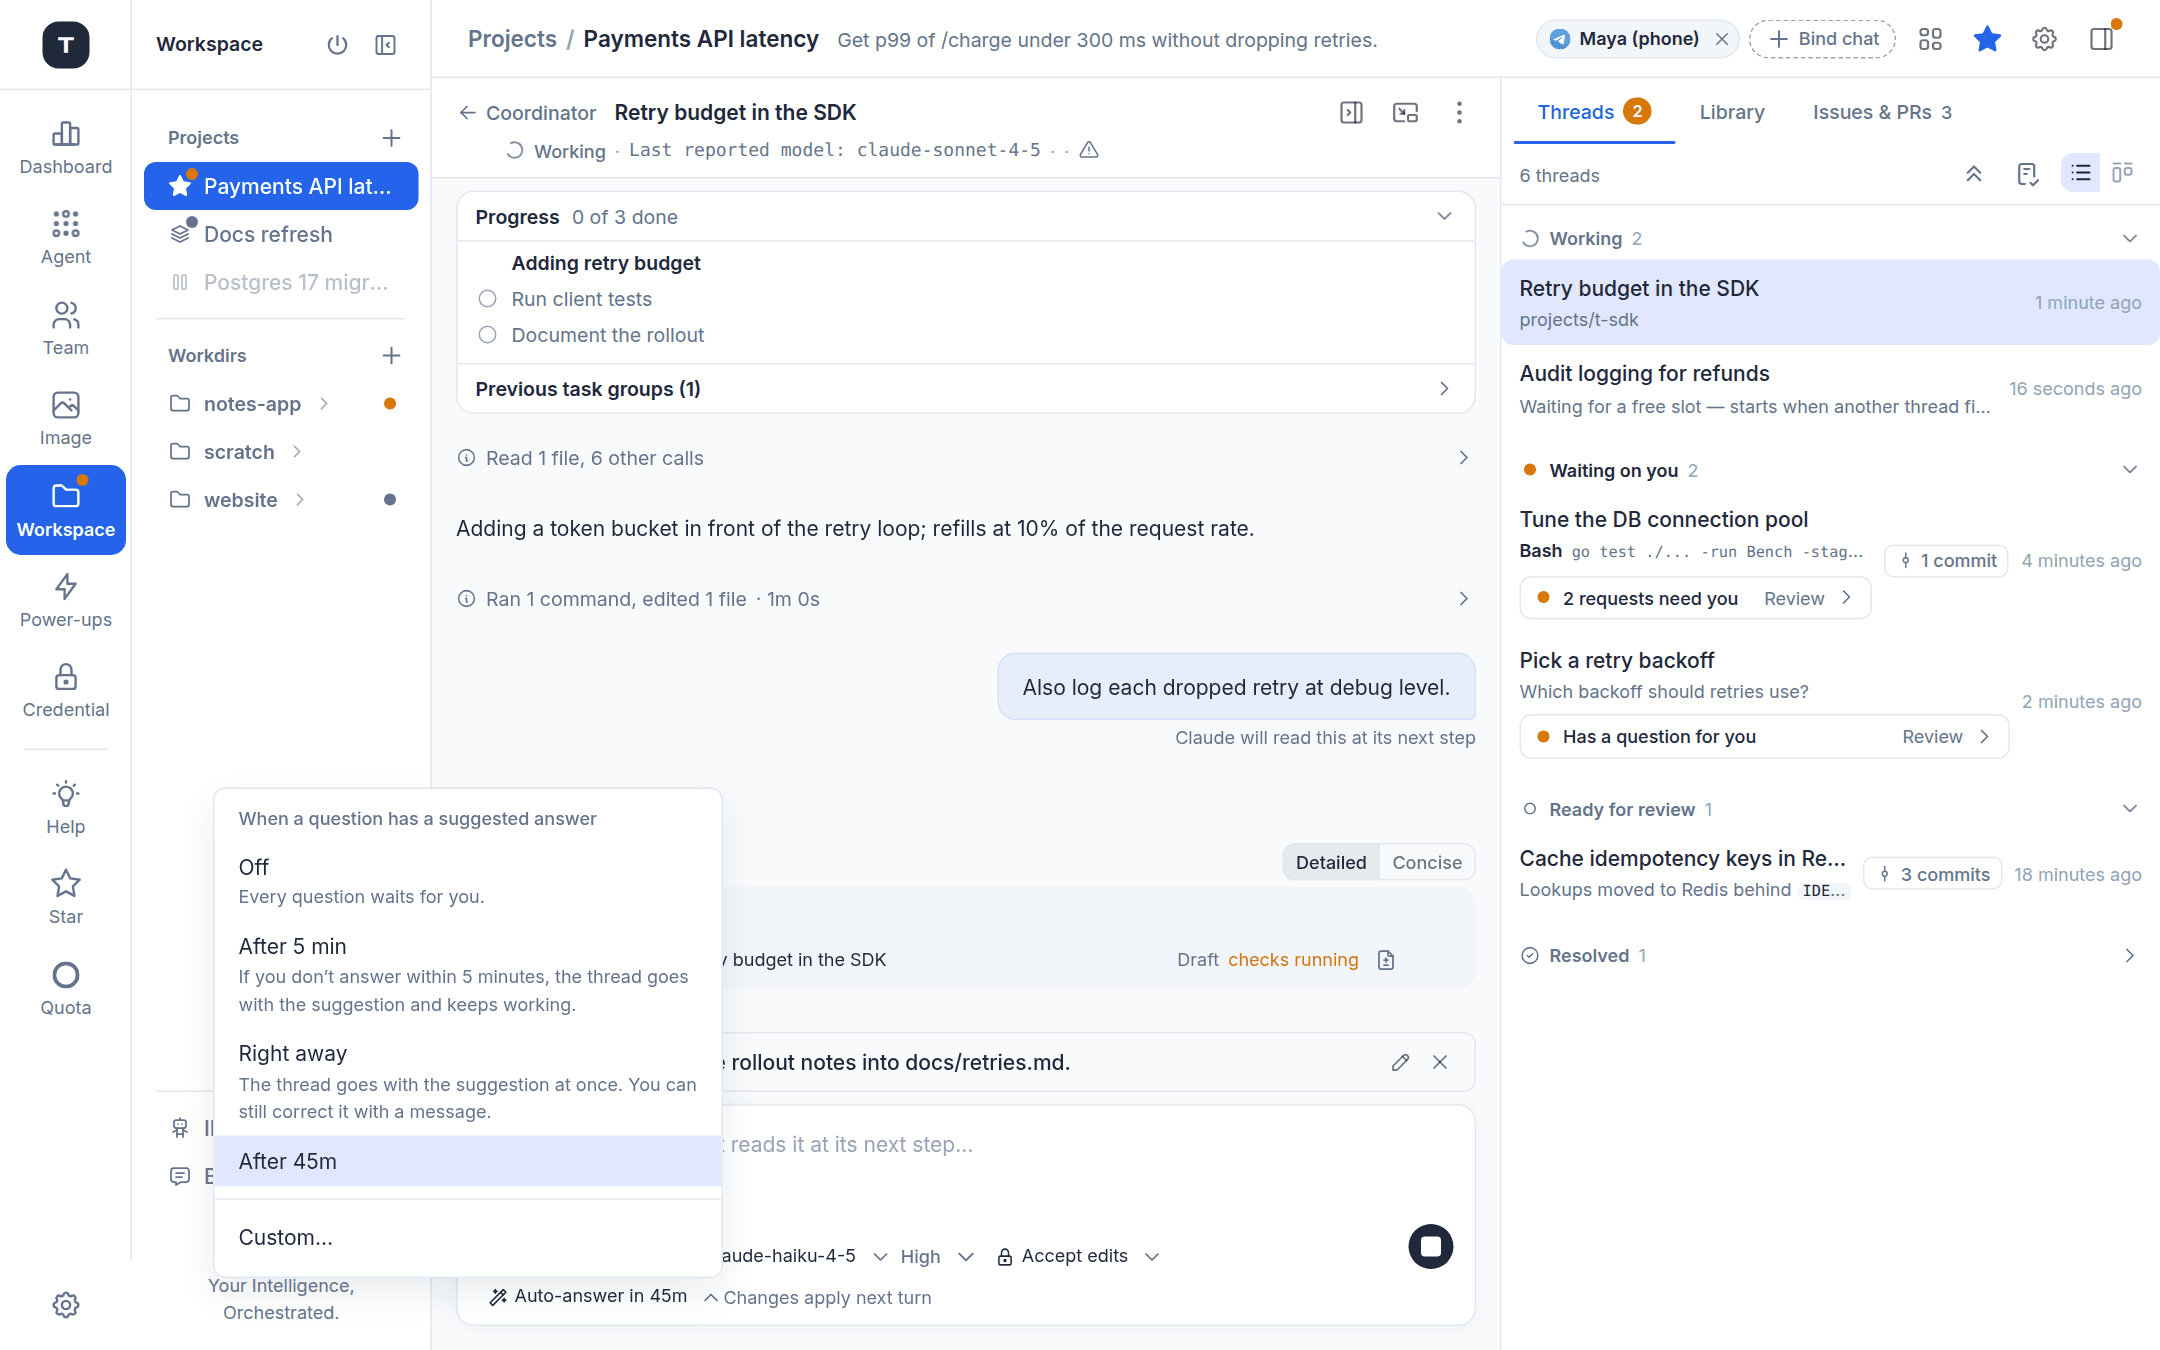 T
Workspace
Dashboard
Agent
Team
Image
Workspace
Power-ups
Credential
Help
Star
Quota
Projects
Payments API lat...
Docs refresh
Postgres 17 migr...
Workdirs
notes-app
scratch
website
Your Intelligence,
Orchestrated.
Projects / Payments API latency Get p99 of /charge under 300 ms without dropping retries.
Maya (phone)
Bind chat
Coordinator Retry budget in the SDK
Working · Last reported model: claude-sonnet-4-5 · ·
Progress 0 of 3 done
Adding retry budget
Run client tests
Document the rollout
Previous task groups (1)
Read 1 file, 6 other calls
Adding a token bucket in front of the retry loop; refills at 10% of the request rate.
Ran 1 command, edited 1 file · 1m 0s
Also log each dropped retry at debug level.
Claude will read this at its next step
Detailed Concise
budget in the SDK Draft checks running
rollout notes into docs/retries.md.
reads it at its next step...
aude-haiku-4-5 High Accept edits
Auto-answer in 45m Changes apply next turn
When a question has a suggested answer
Off
Every question waits for you.
After 5 min
If you don't answer within 5 minutes, the thread goes
with the suggestion and keeps working.
Right away
The thread goes with the suggestion at once. You can
still correct it with a message.
After 45m
Custom...
Threads 2 Library Issues & PRs 3
6 threads
Working 2
Retry budget in the SDK
projects/t-sdk
1 minute ago
Audit logging for refunds
Waiting for a free slot — starts when another thread fi...
16 seconds ago
Waiting on you 2
Tune the DB connection pool
Bash go test ./... -run Bench -stag...
1 commit 4 minutes ago
2 requests need you Review
Pick a retry backoff
Which backoff should retries use?
2 minutes ago
Has a question for you Review
Ready for review 1
Cache idempotency keys in Re...
Lookups moved to Redis behind IDE...
3 commits 18 minutes ago
Resolved 1